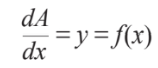 dA/dx = y = f(x)